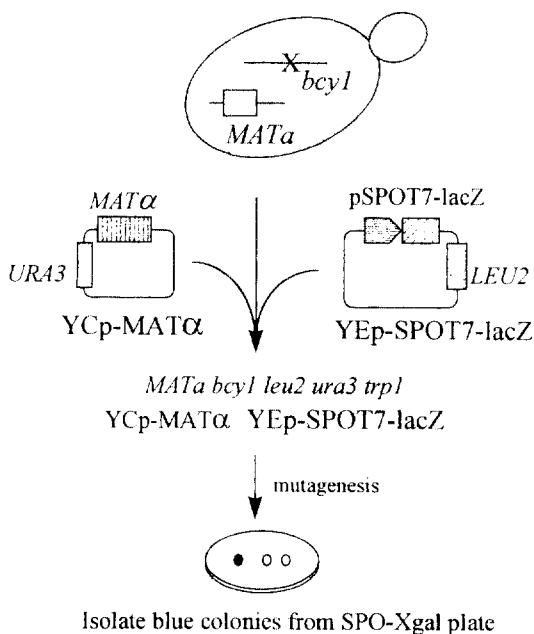 X
bcy1
MATa
MATα
URA3
YCp-MATα
pSPOT7-lacZ
LEU2
YEp-SPOT7-lacZ
MATa bcy1 leu2 ura3 trp1
YCp-MATα YEp-SPOT7-lacZ
mutagenesis
Isolate blue colonies from SPO-Xgal plate